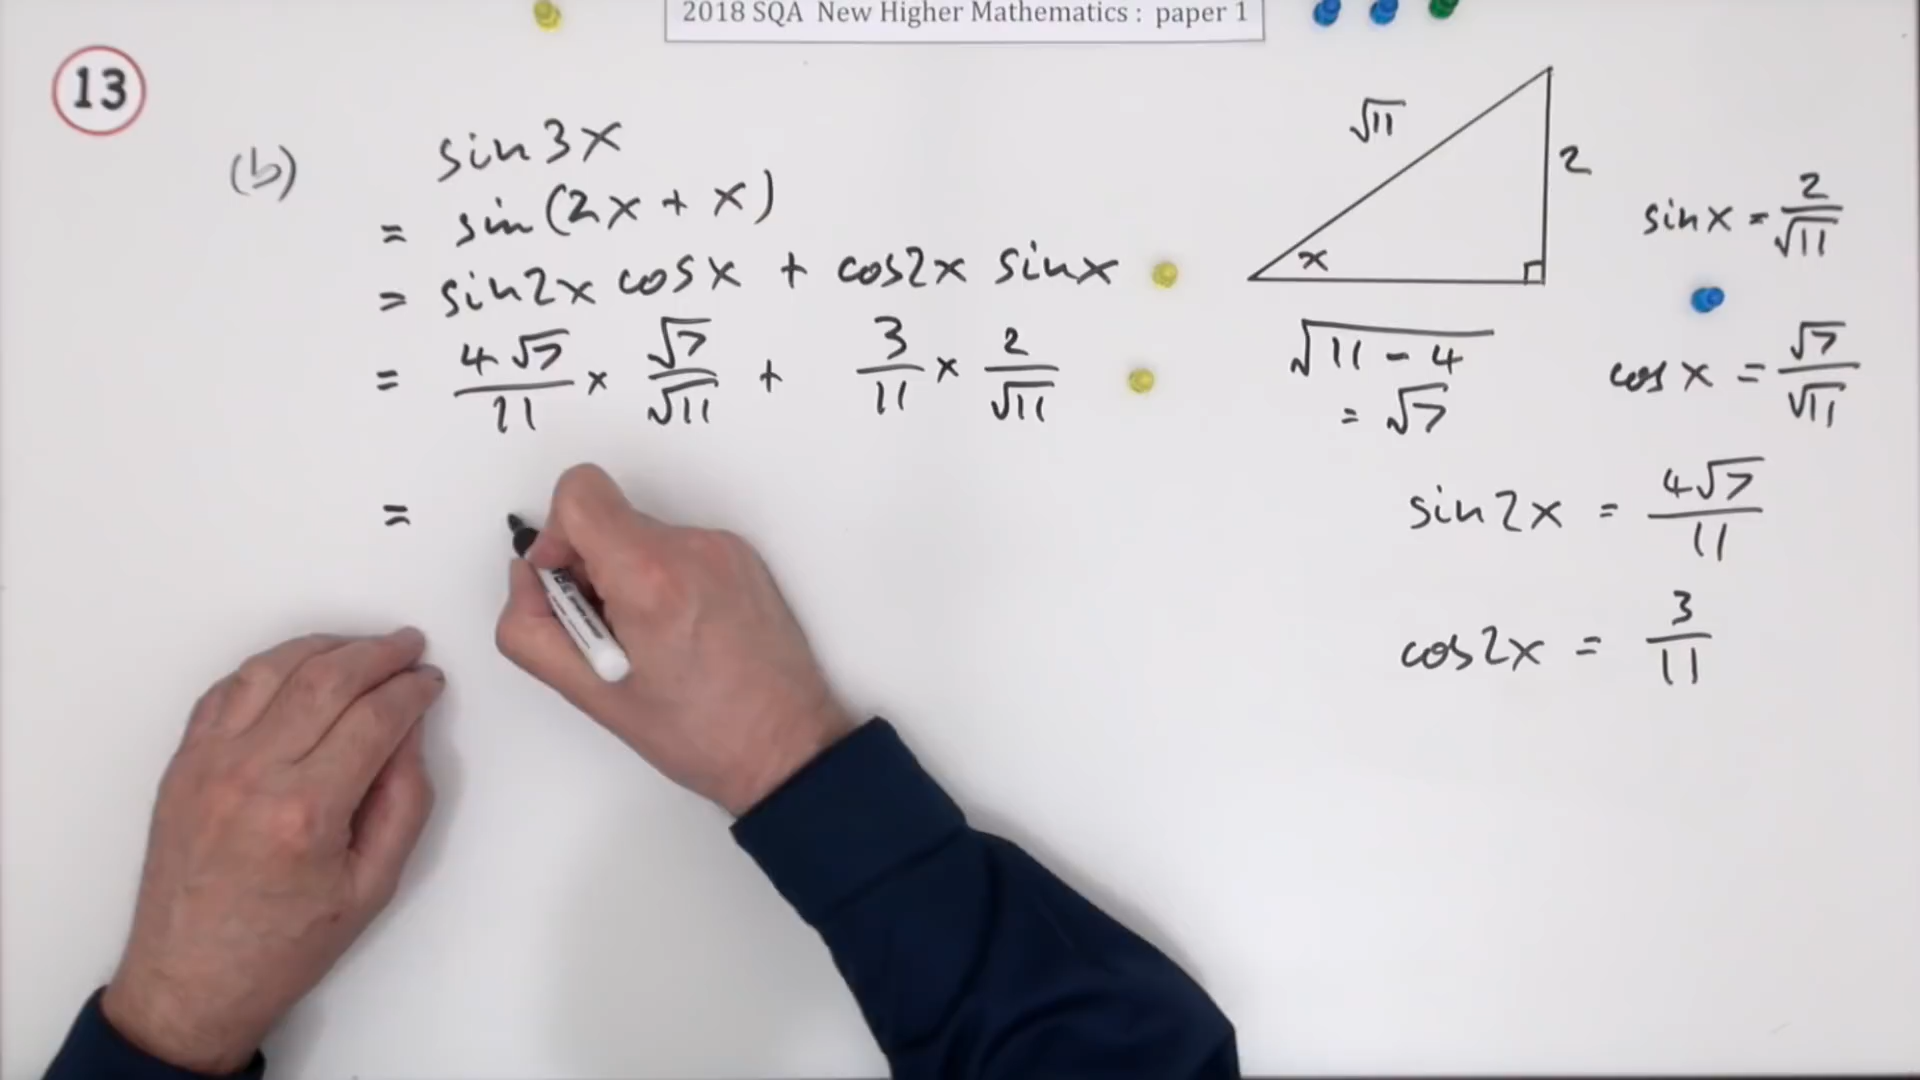 2018 SQA New Higher Mathematics : paper 1
13
(b) sin3x
= sin(2x + x)
= sin2x cosx + cos2x sinx
= 4√7/11 × √7/√11 + 3/11 × 2/√11
=
√11
2
x
√11 - 4
= √7
sinx = 2/√11
cosx = √7/√11
sin2x = 4√7/11
cos2x = 3/11